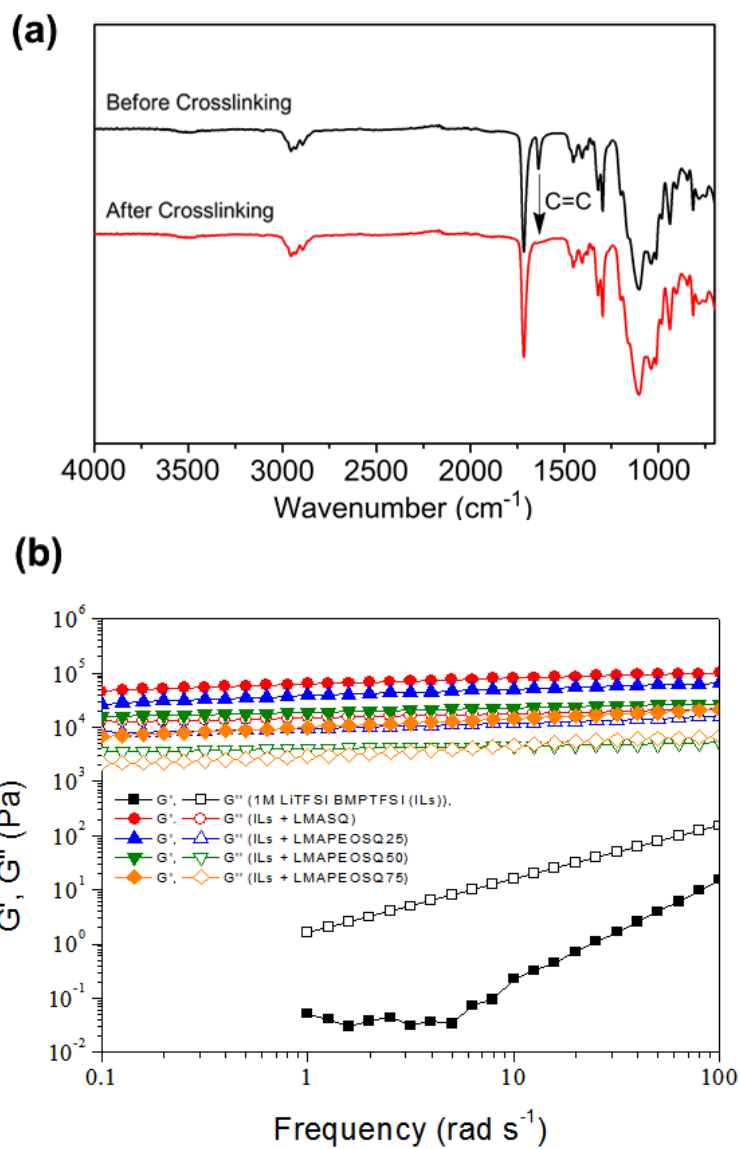 (a)
Before Crosslinking
After Crosslinking
C=C
4000 3500 3000 2500 2000 1500 1000
Wavenumber (cm⁻¹)
(b)
10⁶
10⁵
10⁴
10³
10²
10¹
10⁰
10⁻¹
10⁻²
G', G'' (Pa)
G', G'' (1M LiTFSI BMPTFSI (ILs)),
G'. G'' (ILs + LMASQ)
G', G'' (ILs + LMAPEOSQ25)
G', G'' (ILs + LMAPEOSQ50)
G', G'' (ILs + LMAPEOSQ75)
0.1 1 10 100
Frequency (rad s⁻¹)